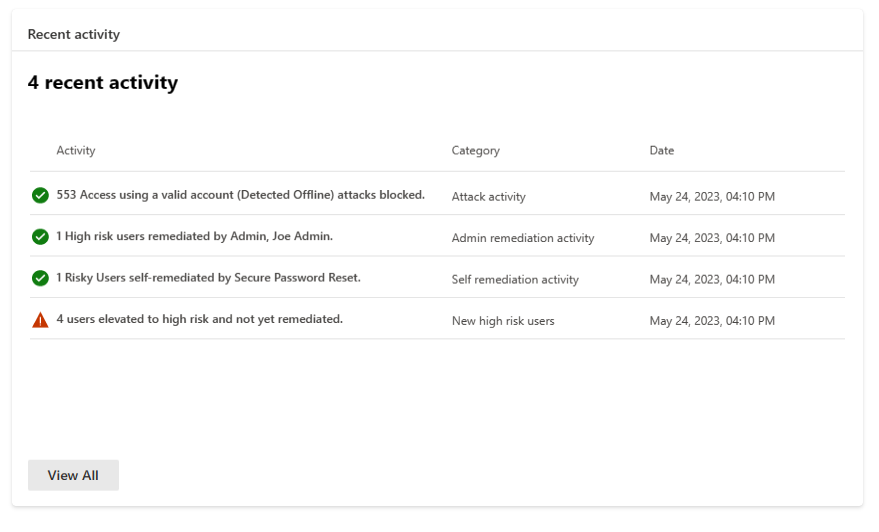 Recent activity
4 recent activity
Activity Category Date
553 Access using a valid account (Detected Offline) attacks blocked. Attack activity May 24, 2023, 04:10 PM
1 High risk users remediated by Admin, Joe Admin. Admin remediation activity May 24, 2023, 04:10 PM
1 Risky Users self-remediated by Secure Password Reset. Self remediation activity May 24, 2023, 04:10 PM
4 users elevated to high risk and not yet remediated. New high risk users May 24, 2023, 04:10 PM
View All